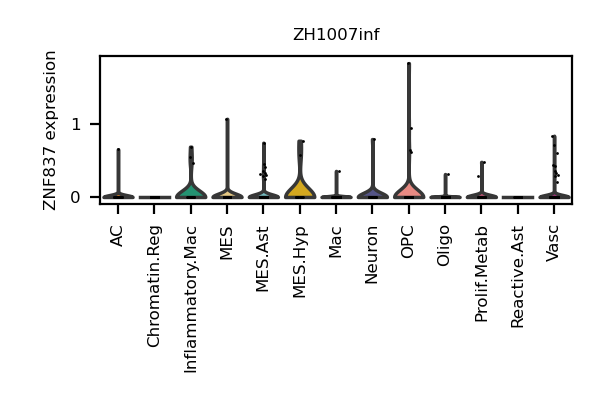 ZH1007inf
ZNF837 expression
1
0
AC
Chromatin.Reg
Inflammatory.Mac
MES
MES.Ast
MES.Hyp
Mac
Neuron
OPC
Oligo
Prolif.Metab
Reactive.Ast
Vasc